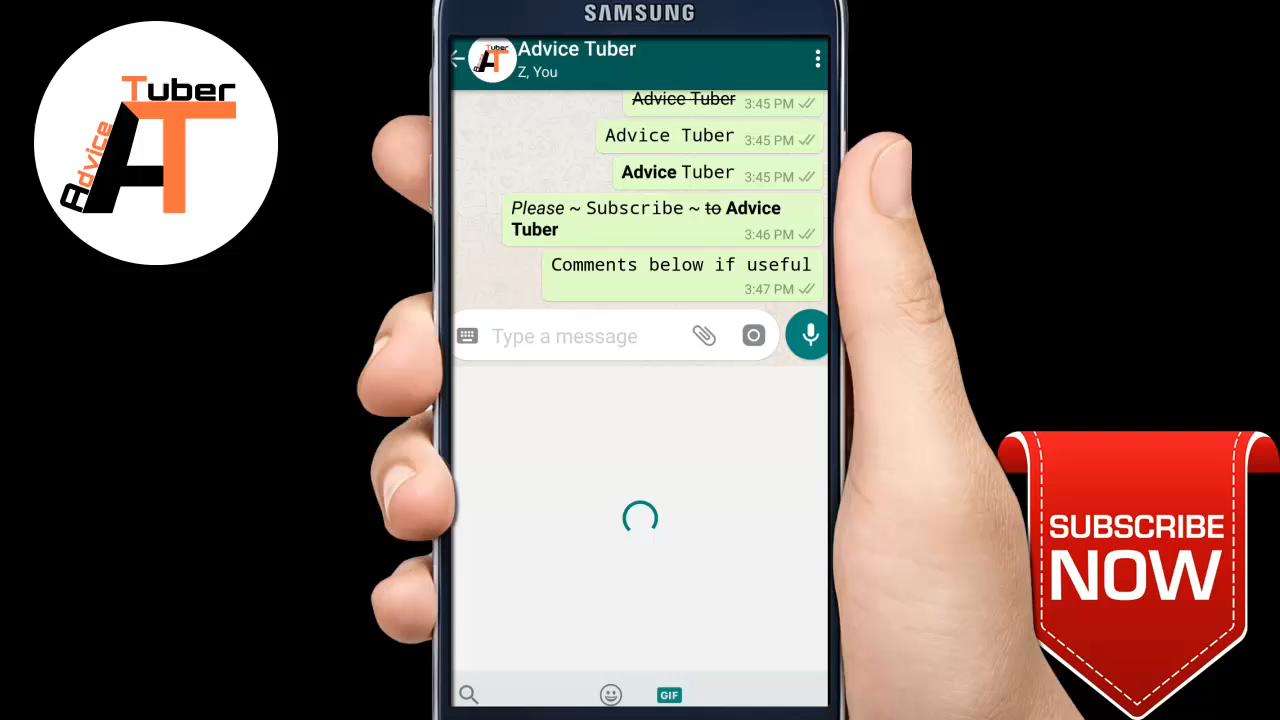 SAMSUNG
Tuber
Advice
AT
Advice Tuber
Z, You
Advice Tuber 3:45 PM
Advice Tuber 3:45 PM
Advice Tuber 3:45 PM
Please ~ Subscribe ~ to Advice
Tuber 3:46 PM
Comments below if useful
3:47 PM
Type a message
GIF
SUBSCRIBE
NOW